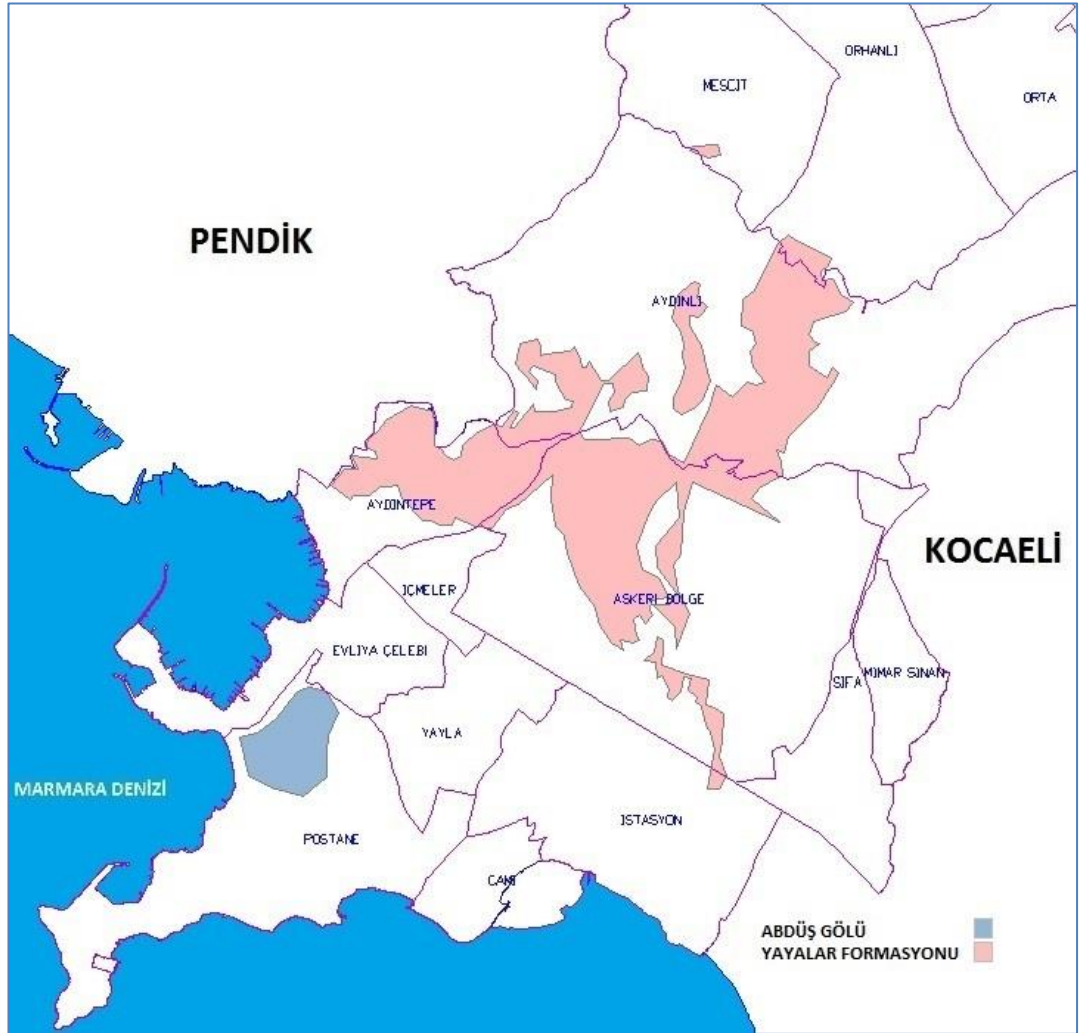 ORHANLI
MESCIT
ORTA
PENDİK
AYDINLI
AYDINTEPE
KOCAELİ
IÇMELER
ASKERI BOLGE
EVLIYA ÇELEBI
MIMAR SINAN
SIFA
YAYLA
MARMARA DENİZİ
ISTASYON
POSTANE
CAMI
ABDÜŞ GÖLÜ
YAYALAR FORMASYONU